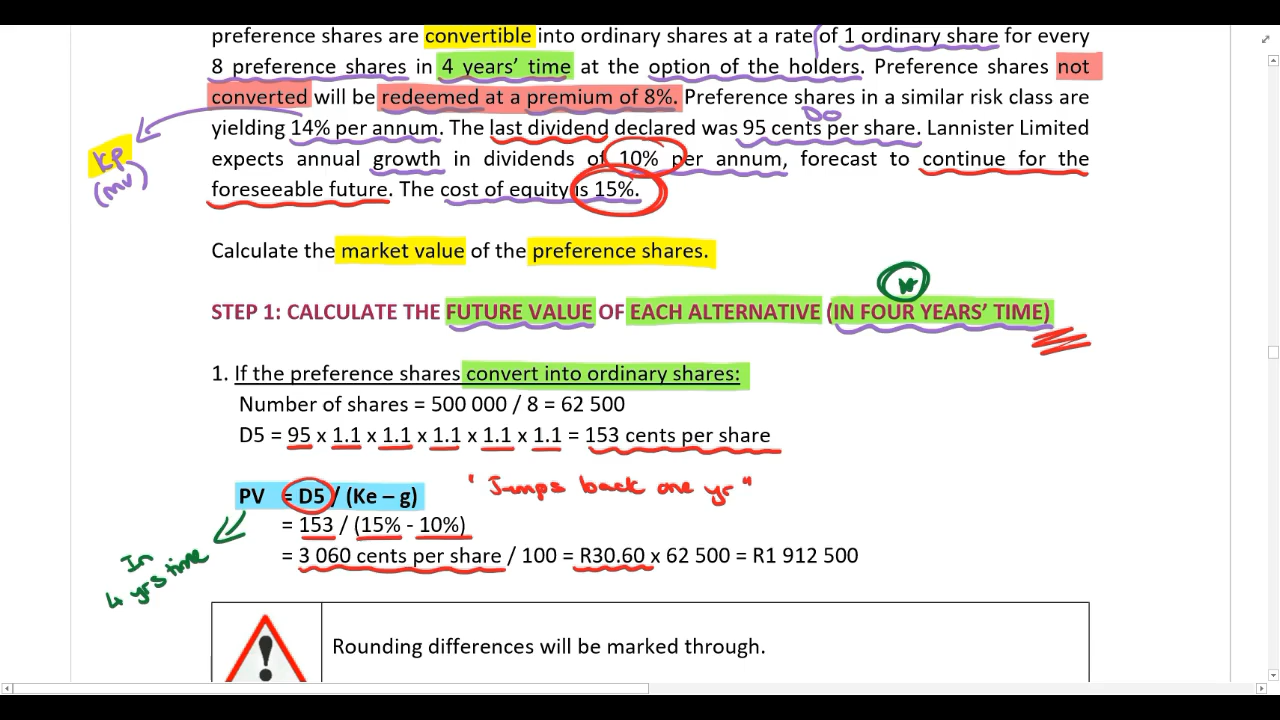 preference shares are convertible into ordinary shares at a rate of 1 ordinary share for every
8 preference shares in 4 years' time at the option of the holders. Preference shares not
converted will be redeemed at a premium of 8%. Preference shares in a similar risk class are
Do
yielding 14% per annum. The last dividend declared was 95 cents per share. Lannister Limited
KP
expects annual growth in dividends of 10% per annum, forecast to continue for the
(mv)
foreseeable future. The cost of equity is 15%.
Calculate the market value of the preference shares.
STEP 1: CALCULATE THE FUTURE VALUE OF EACH ALTERNATIVE (IN FOUR YEARS' TIME)
1. If the preference shares convert into ordinary shares:
Number of shares = 500 000 / 8 = 62 500
D5 = 95 x 1.1 x 1.1 x 1.1 x 1.1 x 1.1 = 153 cents per share
PV = D5 / (Ke – g)
"Jumps back one yr"
= 153 / (15% - 10%)
= 3 060 cents per share / 100 = R30.60 x 62 500 = R1 912 500
In
4 yrs time
Rounding differences will be marked through.